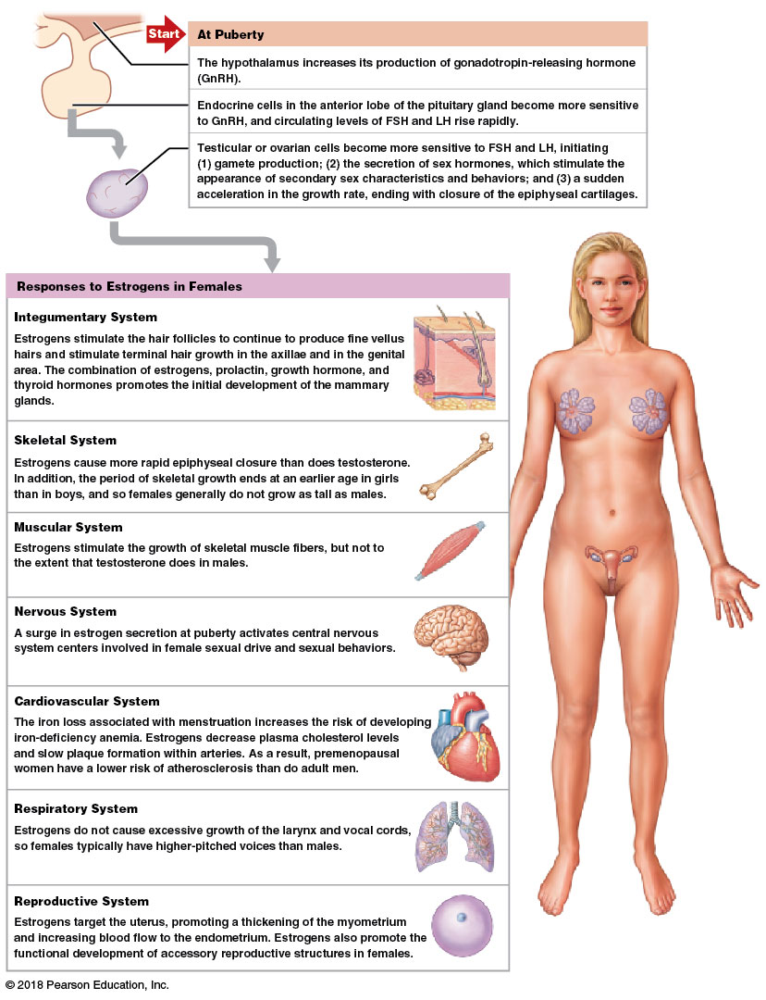 Start
At Puberty
The hypothalamus increases its production of gonadotropin-releasing hormone
(GnRH).
Endocrine cells in the anterior lobe of the pituitary gland become more sensitive
to GnRH, and circulating levels of FSH and LH rise rapidly.
Testicular or ovarian cells become more sensitive to FSH and LH, initiating
(1) gamete production; (2) the secretion of sex hormones, which stimulate the
appearance of secondary sex characteristics and behaviors; and (3) a sudden
acceleration in the growth rate, ending with closure of the epiphyseal cartilages.
Responses to Estrogens in Females
Integumentary System
Estrogens stimulate the hair follicles to continue to produce fine vellus
hairs and stimulate terminal hair growth in the axillae and in the genital
area. The combination of estrogens, prolactin, growth hormone, and
thyroid hormones promotes the initial development of the mammary
glands.
Skeletal System
Estrogens cause more rapid epiphyseal closure than does testosterone.
In addition, the period of skeletal growth ends at an earlier age in girls
than in boys, and so females generally do not grow as tall as males.
Muscular System
Estrogens stimulate the growth of skeletal muscle fibers, but not to
the extent that testosterone does in males.
Nervous System
A surge in estrogen secretion at puberty activates central nervous
system centers involved in female sexual drive and sexual behaviors.
Cardiovascular System
The iron loss associated with menstruation increases the risk of developing
iron-deficiency anemia. Estrogens decrease plasma cholesterol levels
and slow plaque formation within arteries. As a result, premenopausal
women have a lower risk of atherosclerosis than do adult men.
Respiratory System
Estrogens do not cause excessive growth of the larynx and vocal cords,
so females typically have higher-pitched voices than males.
Reproductive System
Estrogens target the uterus, promoting a thickening of the myometrium
and increasing blood flow to the endometrium. Estrogens also promote the
functional development of accessory reproductive structures in females.
© 2018 Pearson Education, Inc.